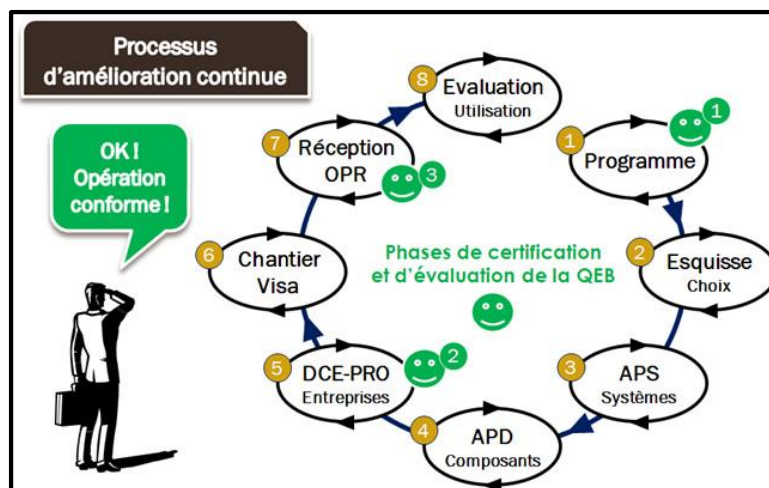 Processus
d'amélioration continue
OK !
Opération
conforme !
1
Programme
1
2
Esquisse
Choix
3
APS
Systèmes
4
APD
Composants
5
DCE-PRO
Entreprises
2
6
Chantier
Visa
7
Réception
OPR
3
8
Evaluation
Utilisation
Phases de certification
et d'évaluation de la QEB